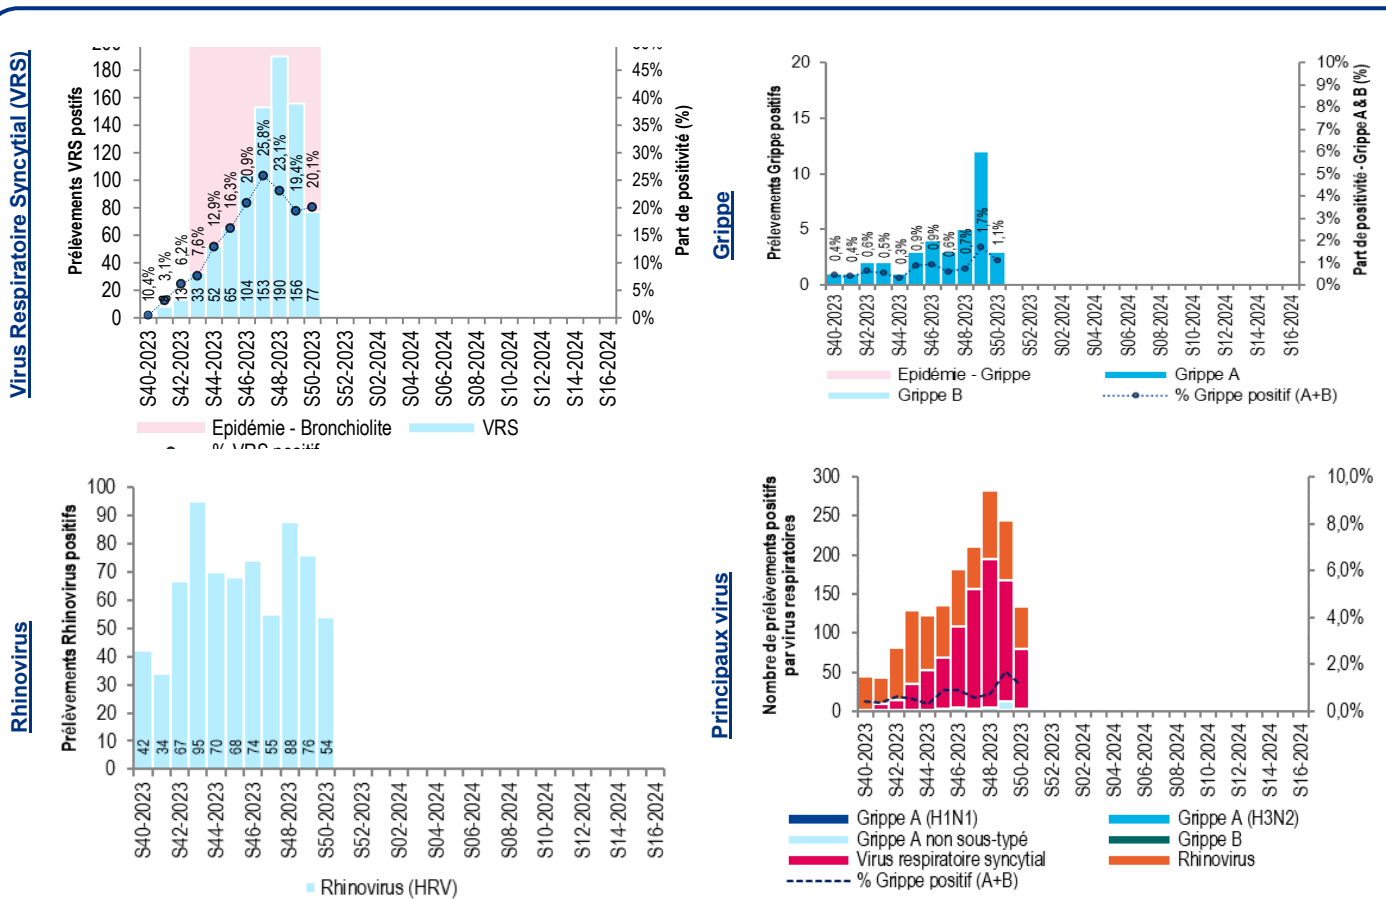 Virus Respiratoire Syncytial (VRS)
Prélèvements VRS postifs
200
180
160
140
120
100
80
60
40
20
0
45%
40%
35%
30%
25%
20%
15%
10%
5%
0%
Part de positivité (%)
10,4%
3,1%
6,2%
7,6%
12,9%
16,3%
20,9%
25,8%
23,1%
19,4%
20,1%
13
33
52
65
104
153
190
156
77
S40-2023
S42-2023
S44-2023
S46-2023
S48-2023
S50-2023
S52-2023
S02-2024
S04-2024
S06-2024
S08-2024
S10-2024
S12-2024
S14-2024
S16-2024
Epidémie - Bronchiolite
VRS
% VRS positif
Grippe
Prélevements Grippe positifs
20
15
10
5
0
10%
9%
8%
7%
6%
5%
4%
3%
2%
1%
0%
Part de positivité - Grippe A & B (%)
0,4%
0,4%
0,6%
0,5%
0,3%
0,9%
0,9%
0,6%
0,7%
1,7%
1,1%
S40-2023
S42-2023
S44-2023
S46-2023
S48-2023
S50-2023
S52-2023
S02-2024
S04-2024
S06-2024
S08-2024
S10-2024
S12-2024
S14-2024
S16-2024
Epidémie - Grippe
Grippe A
Grippe B
% Grippe positif (A+B)
Rhinovirus
Prélèvements Rhinovirus positifs
100
90
80
70
60
50
40
30
20
10
0
42
34
67
95
70
68
74
55
88
76
54
S40-2023
S42-2023
S44-2023
S46-2023
S48-2023
S50-2023
S52-2023
S02-2024
S04-2024
S06-2024
S08-2024
S10-2024
S12-2024
S14-2024
S16-2024
Rhinovirus (HRV)
Principaux virus
Nombre de prélèvements positifs
par virus respiratoires
300
250
200
150
100
50
0
10,0%
8,0%
6,0%
4,0%
2,0%
0,0%
S40-2023
S42-2023
S44-2023
S46-2023
S48-2023
S50-2023
S52-2023
S02-2024
S04-2024
S06-2024
S08-2024
S10-2024
S12-2024
S14-2024
S16-2024
Grippe A (H1N1)
Grippe A (H3N2)
Grippe A non sous-typé
Grippe B
Virus respiratoire syncytial
Rhinovirus
% Grippe positif (A+B)